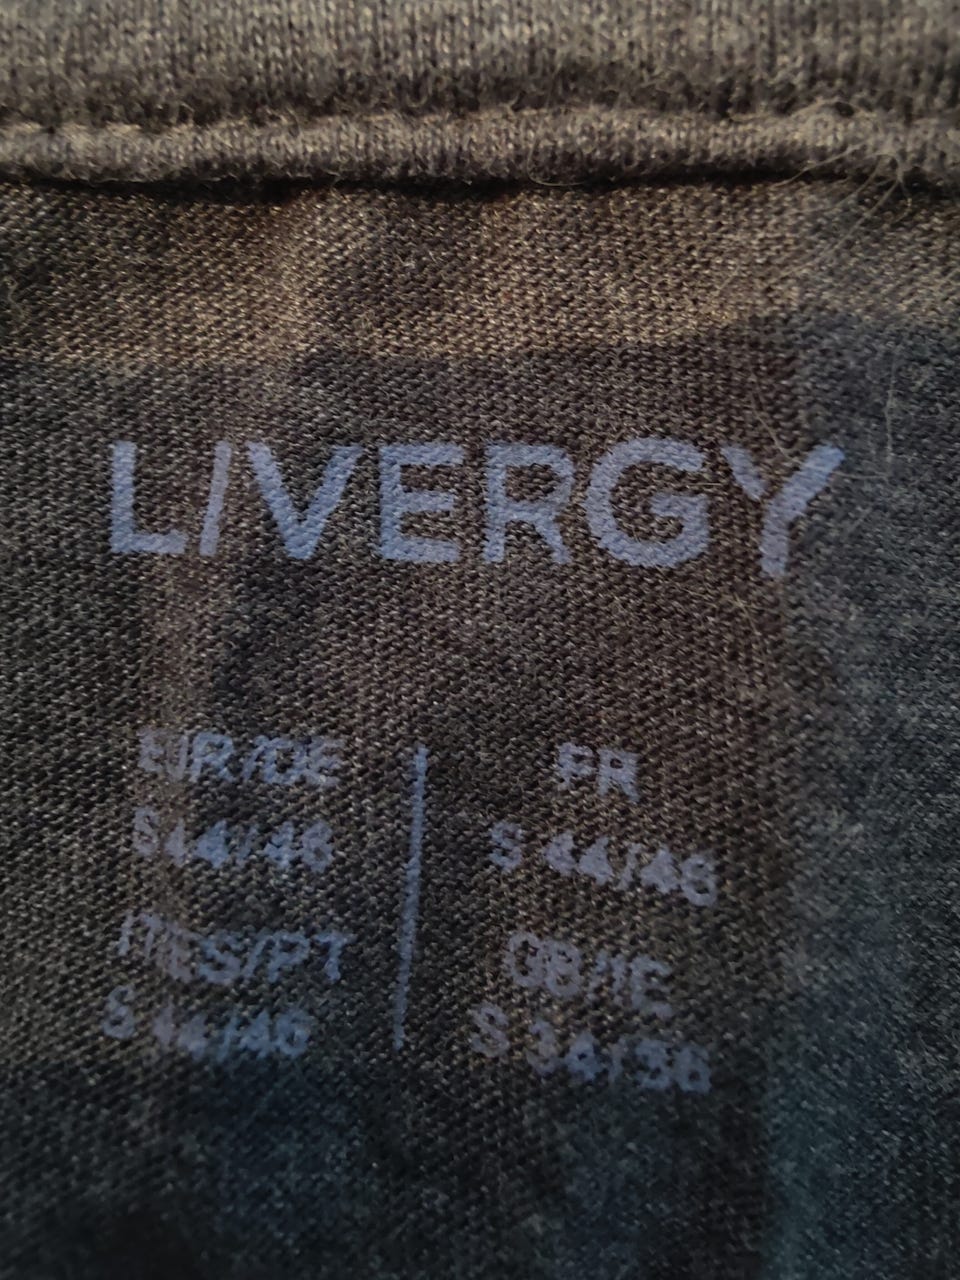 LIVERGY
EUR/DE
S 44/46
IT/ES/PT
S 44/46
FR
S 44/46
GB/IE
S 34/36